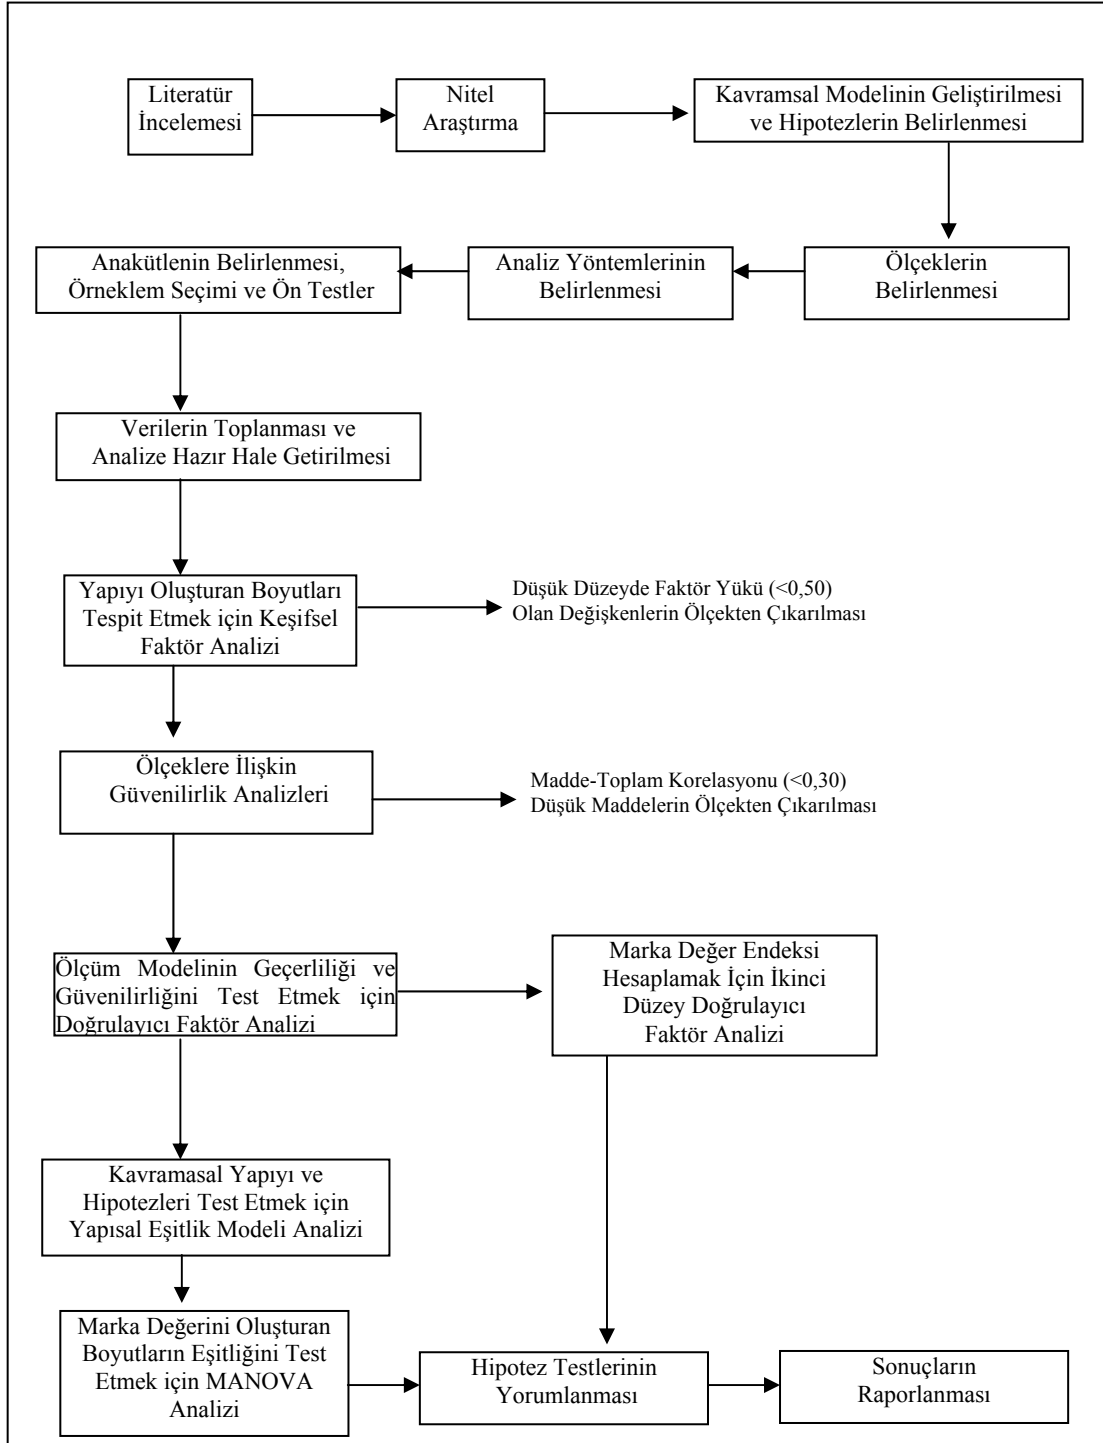 Literatür
İncelemesi
Nitel
Araştırma
Kavramsal Modelinin Geliştirilmesi
ve Hipotezlerin Belirlenmesi
Anakütlenin Belirlenmesi,
Örneklem Seçimi ve Ön Testler
Analiz Yöntemlerinin
Belirlenmesi
Ölçeklerin
Belirlenmesi
Verilerin Toplanması ve
Analize Hazır Hale Getirilmesi
Yapıyı Oluşturan Boyutları
Tespit Etmek için Keşifsel
Faktör Analizi
Düşük Düzeyde Faktör Yükü (<0,50)
Olan Değişkenlerin Ölçekten Çıkarılması
Ölçeklere İlişkin
Güvenilirlik Analizleri
Madde-Toplam Korelasyonu (<0,30)
Düşük Maddelerin Ölçekten Çıkarılması
Ölçüm Modelinin Geçerliliği ve
Güvenilirliğini Test Etmek için
Doğrulayıcı Faktör Analizi
Marka Değer Endeksi
Hesaplamak İçin İkinci
Düzey Doğrulayıcı
Faktör Analizi
Kavramasal Yapıyı ve
Hipotezleri Test Etmek için
Yapısal Eşitlik Modeli Analizi
Marka Değerini Oluşturan
Boyutların Eşitliğini Test
Etmek için MANOVA
Analizi
Hipotez Testlerinin
Yorumlanması
Sonuçların
Raporlanması